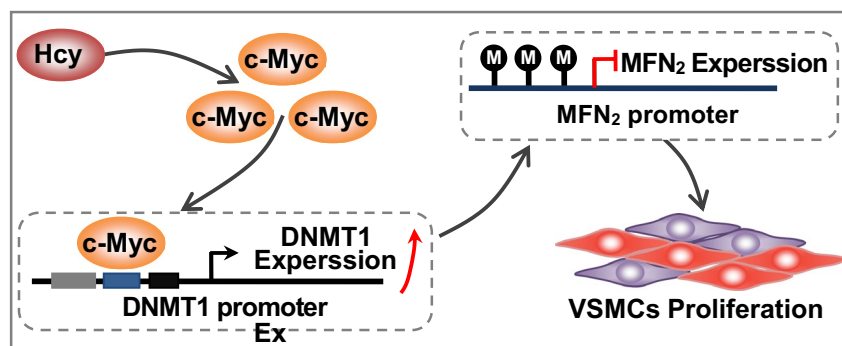 Hcy
c-Myc
c-Myc
c-Myc
c-Myc
DNMT1
Experssion
DNMT1 promoter
Ex
M M M
MFN₂ Experssion
MFN₂ promoter
VSMCs Proliferation